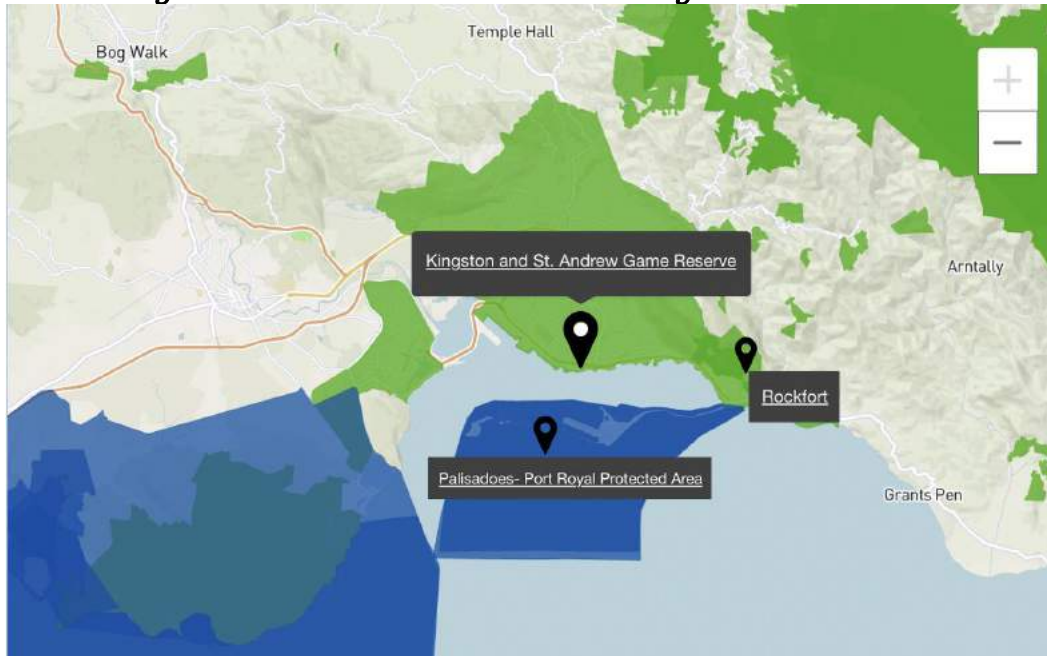 Temple Hall
Bog Walk
+
−
Kingston and St. Andrew Game Reserve
Arntally
Rockfort
Palisadoes- Port Royal Protected Area
Grants Pen